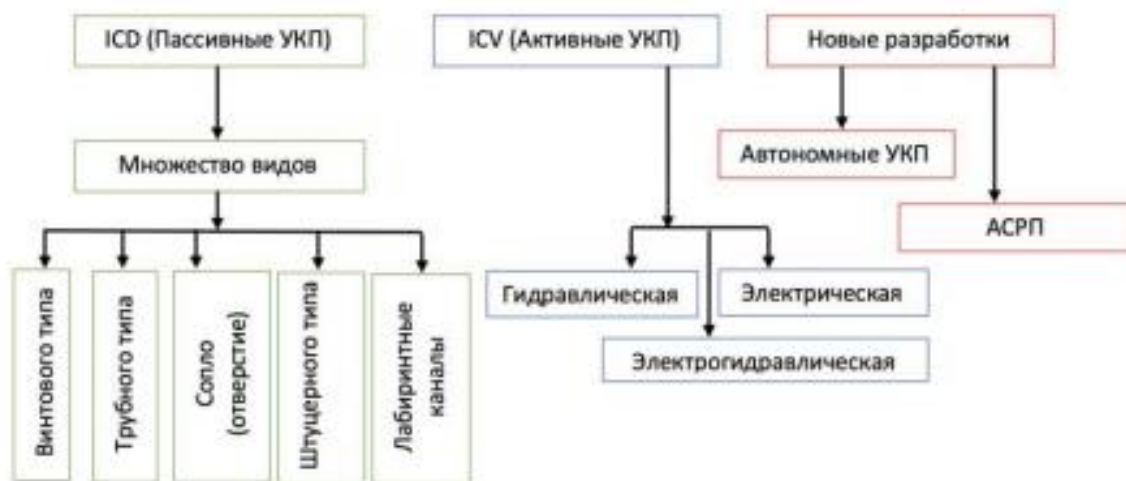 ICD (Пассивные УКП)
ICV (Активные УКП)
Новые разработки
Множество видов
Автономные УКП
АСРП
Винтового типа
Трубного типа
Сопло
(отверстие)
Штуцерного типа
Лабиринтные
каналы
Гидравлическая
Электрическая
Электрогидравлическая